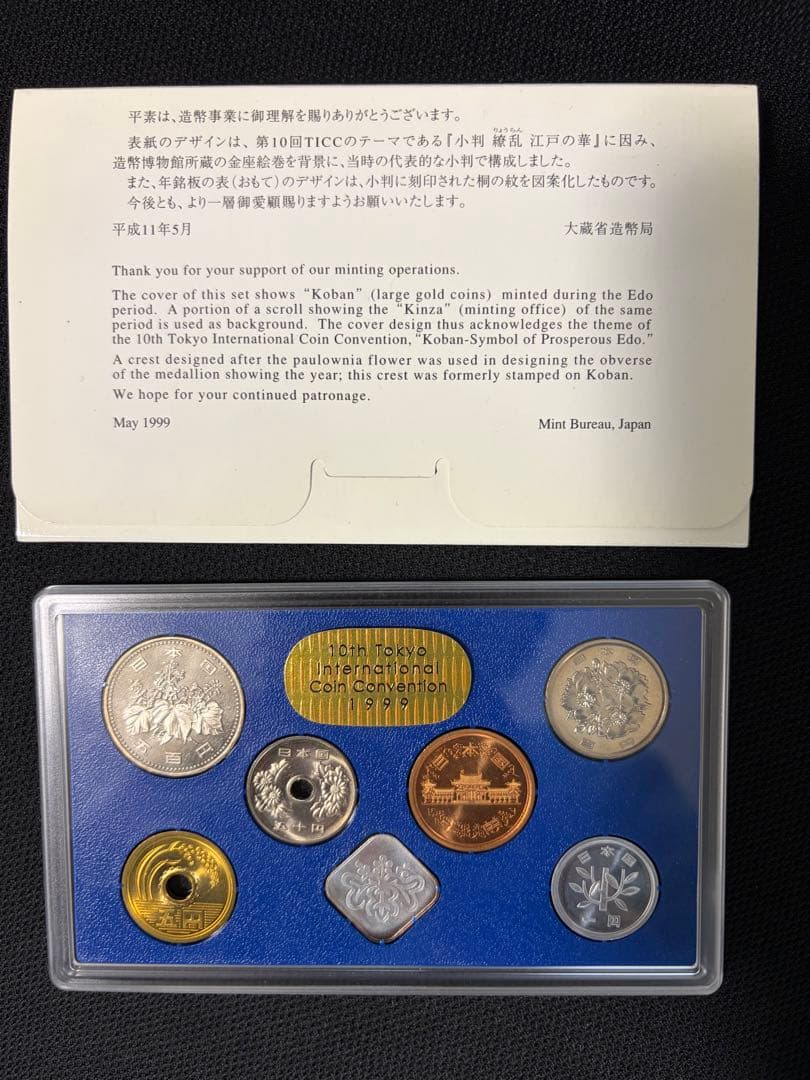 平素は、造幣事業に御理解を賜りありがとうございます。
表紙のデザインは、第10回TICCのテーマである『小判 繚乱 江戸の華』に因み、
りょうらん
造幣博物館所蔵の金座絵巻を背景に、当時の代表的な小判で構成しました。
また、年銘板の表(おもて)のデザインは、小判に刻印された桐の紋を図案化したものです。
今後とも、より一層御愛顧賜りますようお願いいたします。
平成11年5月 大蔵省造幣局
Thank you for your support of our minting operations.
The cover of this set shows “Koban” (large gold coins) minted during the Edo
period. A portion of a scroll showing the “Kinza” (minting office) of the same
period is used as background. The cover design thus acknowledges the theme of
the 10th Tokyo International Coin Convention, “Koban-Symbol of Prosperous Edo.”
A crest designed after the paulownia flower was used in designing the obverse
of the medallion showing the year; this crest was formerly stamped on Koban.
We hope for your continued patronage.
May 1999 Mint Bureau, Japan
10th Tokyo
International
Coin Convention
1999
日本国
五百円
日本国
百円
日本国
五十円
日本国
五円
日本国
一円